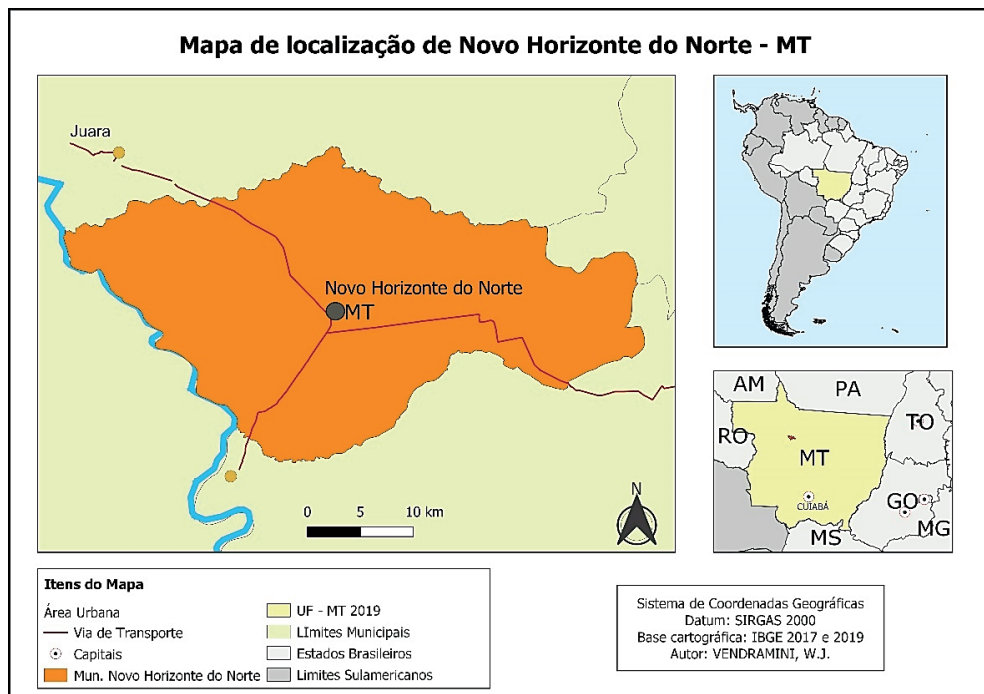 Mapa de localização de Novo Horizonte do Norte - MT
Juara
Novo Horizonte do Norte
MT
N
0 5 10 km
AM
PA
TO
RO
MT
CUIABÁ
GO
MS
MG
Itens do Mapa
Área Urbana
Via de Transporte
Capitais
Mun. Novo Horizonte do Norte
UF - MT 2019
LImites Municipais
Estados Brasileiros
Limites Sulamericanos
Sistema de Coordenadas Geográficas
Datum: SIRGAS 2000
Base cartográfica: IBGE 2017 e 2019
Autor: VENDRAMINI, W.J.